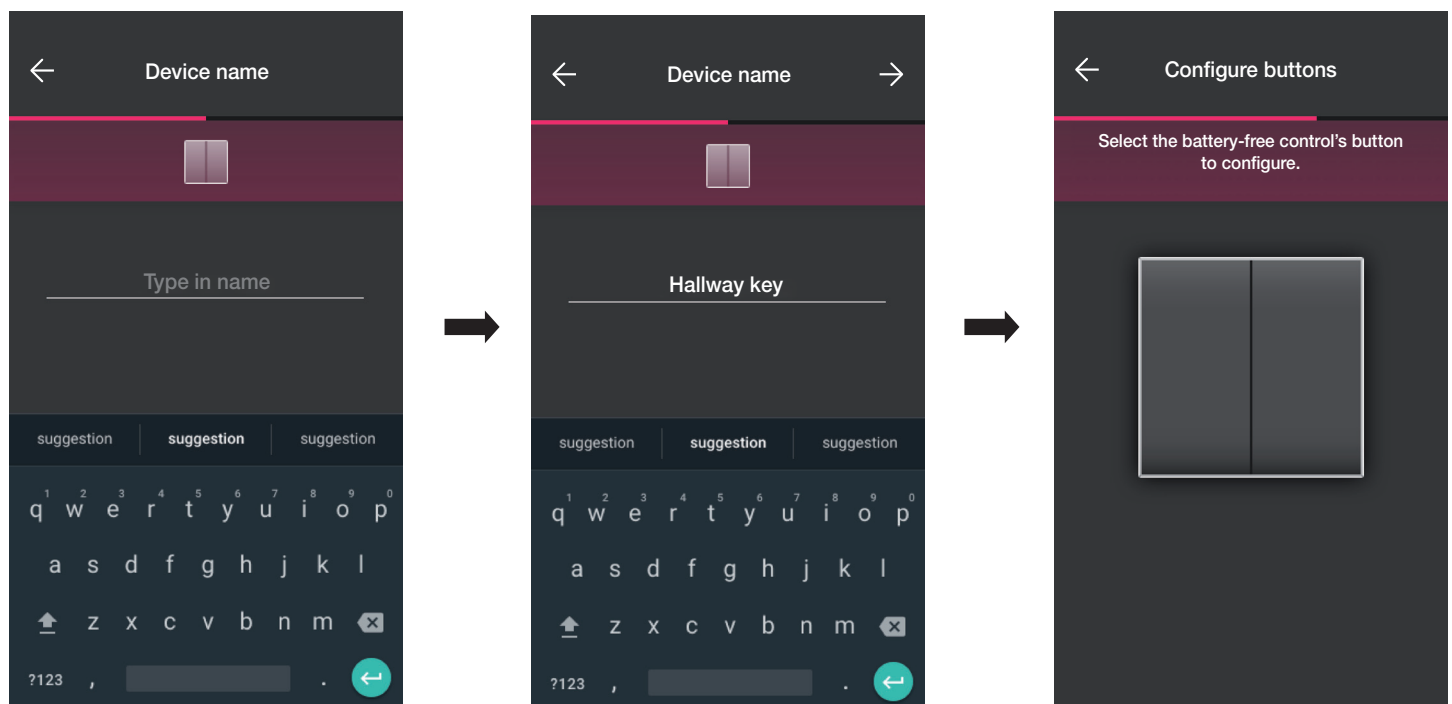 Device name
Type in name
suggestion suggestion suggestion
1 2 3 4 5 6 7 8 9 0
q w e r t y u i o p
a s d f g h j k l
z x c v b n m
?123 , .
Device name
Hallway key
suggestion suggestion suggestion
1 2 3 4 5 6 7 8 9 0
q w e r t y u i o p
a s d f g h j k l
z x c v b n m
?123 , .
Configure buttons
Select the battery-free control’s button
to configure.